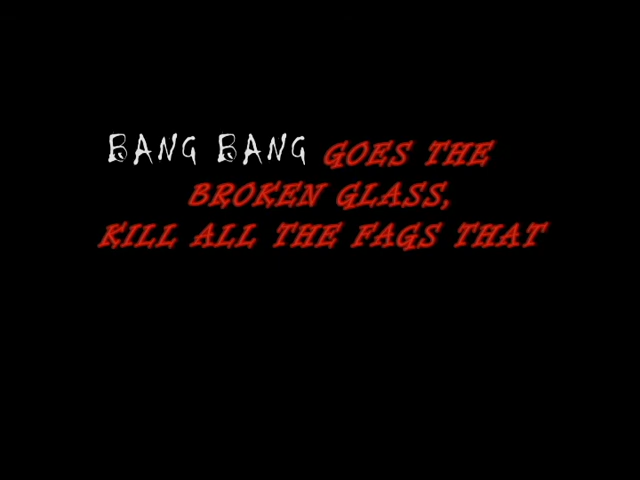 BANG BANG GOES THE
BROKEN GLASS,
KILL ALL THE FAGS THAT